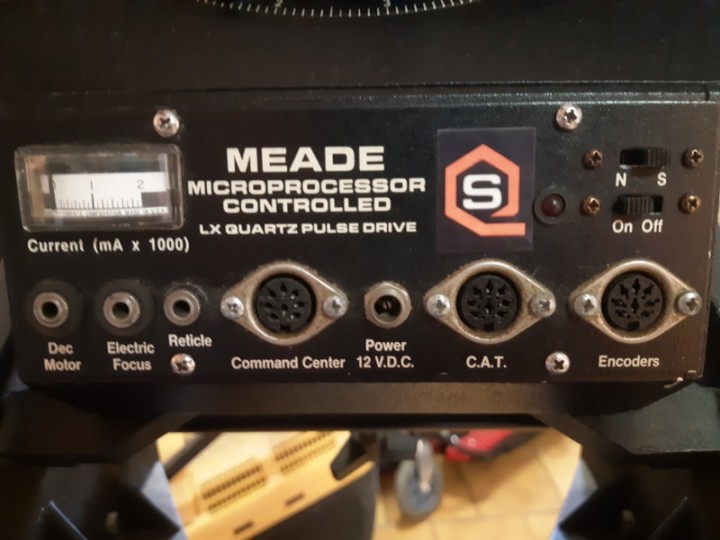 1 2
Current (mA x 1000)
MEADE
MICROPROCESSOR
CONTROLLED
LX QUARTZ PULSE DRIVE
S
N S
On Off
Dec
Motor
Electric
Focus
Reticle
Command Center
Power
12 V.D.C.
C.A.T.
Encoders